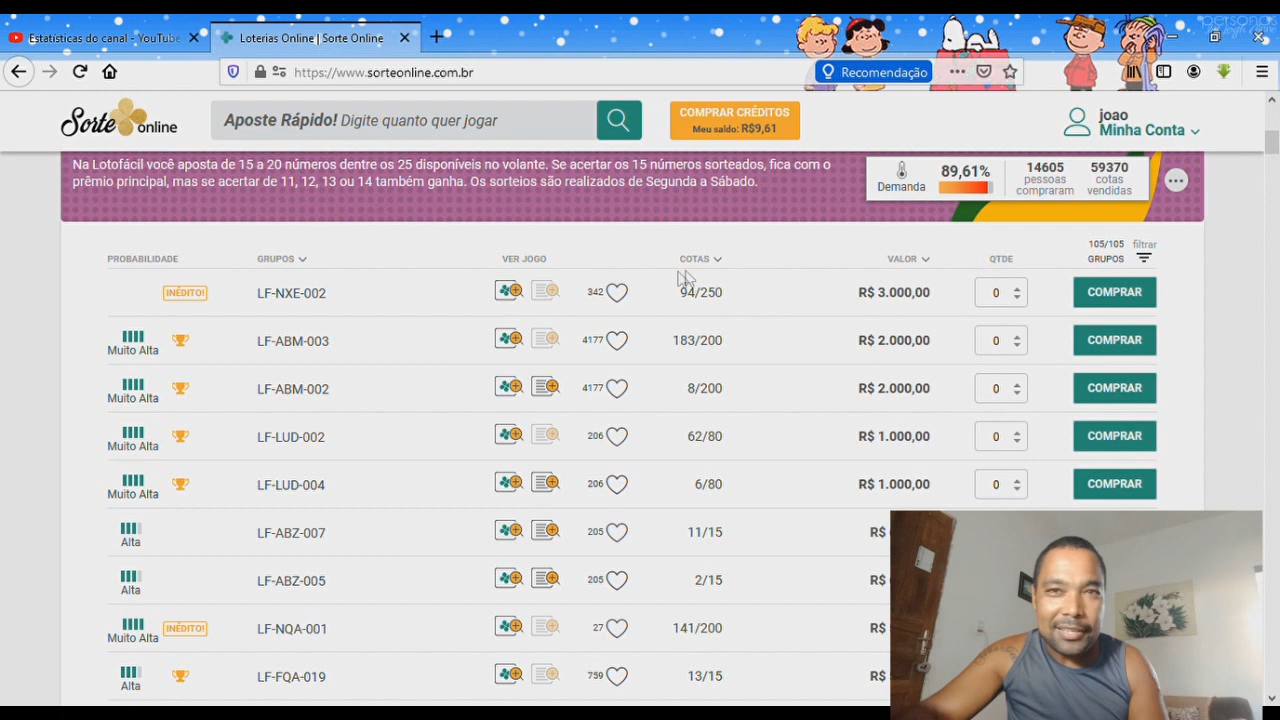 Estatísticas do canal - YouTube
Loterias Online | Sorte Online
personas
https://www.sorteonline.com.br
Recomendação
Sorte online
Aposte Rápido! Digite quanto quer jogar
COMPRAR CRÉDITOS
Meu saldo: R$9,61
joao
Minha Conta
Na Lotofácil você aposta de 15 a 20 números dentre os 25 disponíveis no volante. Se acertar os 15 números sorteados, fica com o
prêmio principal, mas se acertar de 11, 12, 13 ou 14 também ganha. Os sorteios são realizados de Segunda a Sábado.
Demanda
89,61%
14605
pessoas
compraram
59370
cotas
vendidas
PROBABILIDADE GRUPOS VER JOGO COTAS VALOR QTDE 105/105 GRUPOS filtrar
INÉDITO! LF-NXE-002 342 94/250 R$ 3.000,00 0 COMPRAR
Muito Alta LF-ABM-003 4177 183/200 R$ 2.000,00 0 COMPRAR
Muito Alta LF-ABM-002 4177 8/200 R$ 2.000,00 0 COMPRAR
Muito Alta LF-LUD-002 206 62/80 R$ 1.000,00 0 COMPRAR
Muito Alta LF-LUD-004 206 6/80 R$ 1.000,00 0 COMPRAR
Alta LF-ABZ-007 205 11/15 R$
Alta LF-ABZ-005 205 2/15 R$
Muito Alta INÉDITO! LF-NQA-001 27 141/200 R$
Alta LF-FQA-019 759 13/15 R$